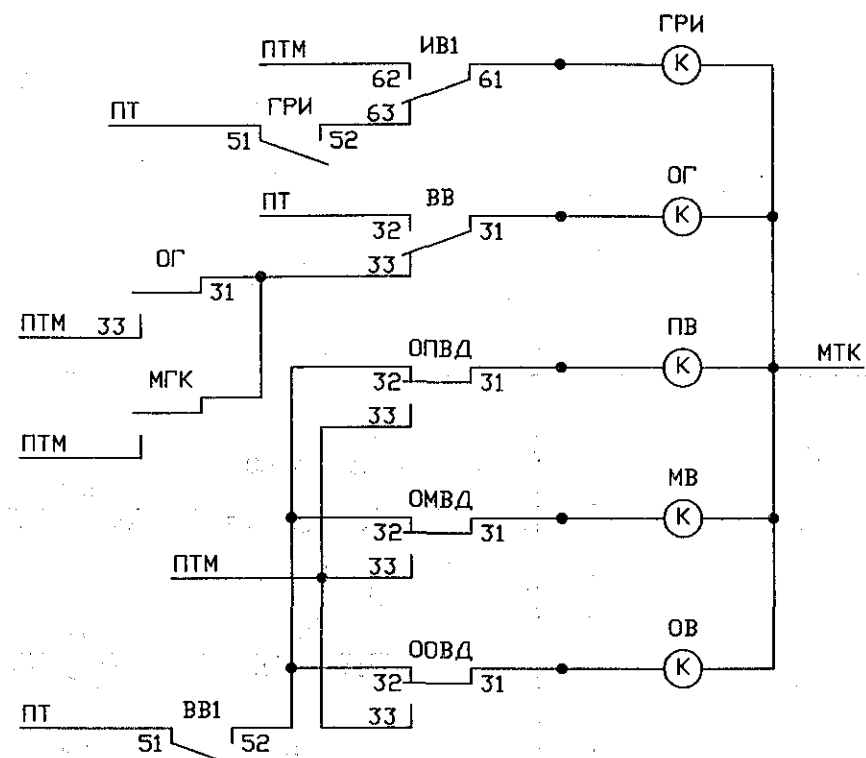 ГРИ
ПТМ ИВ1
62 61 К
ПТ ГРИ 63
51 52
ОГ
ПТ ВВ
32 31 К
ОГ 33
31
ПТМ 33 ОПВД ПВ
МТК
МГК 32 31 К
33
ПТМ
ОМВД МВ
32 31 К
ПТМ 33
ООВД ОВ
32 31 К
ПТ ВВ1 33
51 52